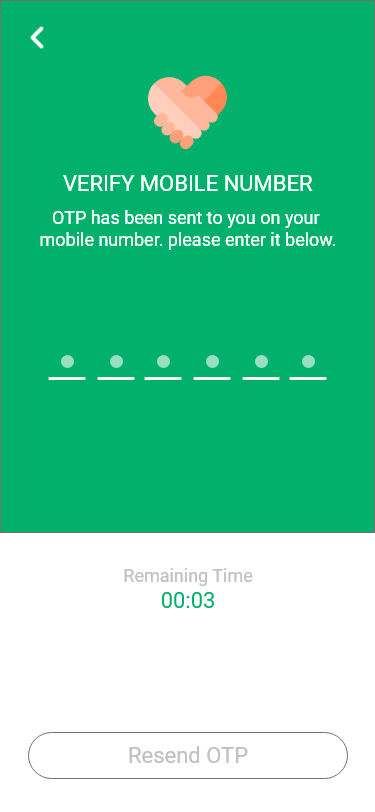 VERIFY MOBILE NUMBER
OTP has been sent to you on your
mobile number. please enter it below.
Remaining Time
00:03
Resend OTP